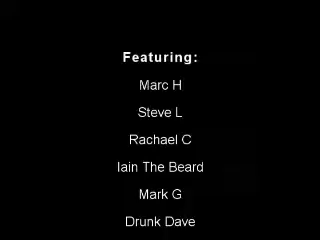 Featuring:
Marc H
Steve L
Rachael C
Iain The Beard
Mark G
Drunk Dave